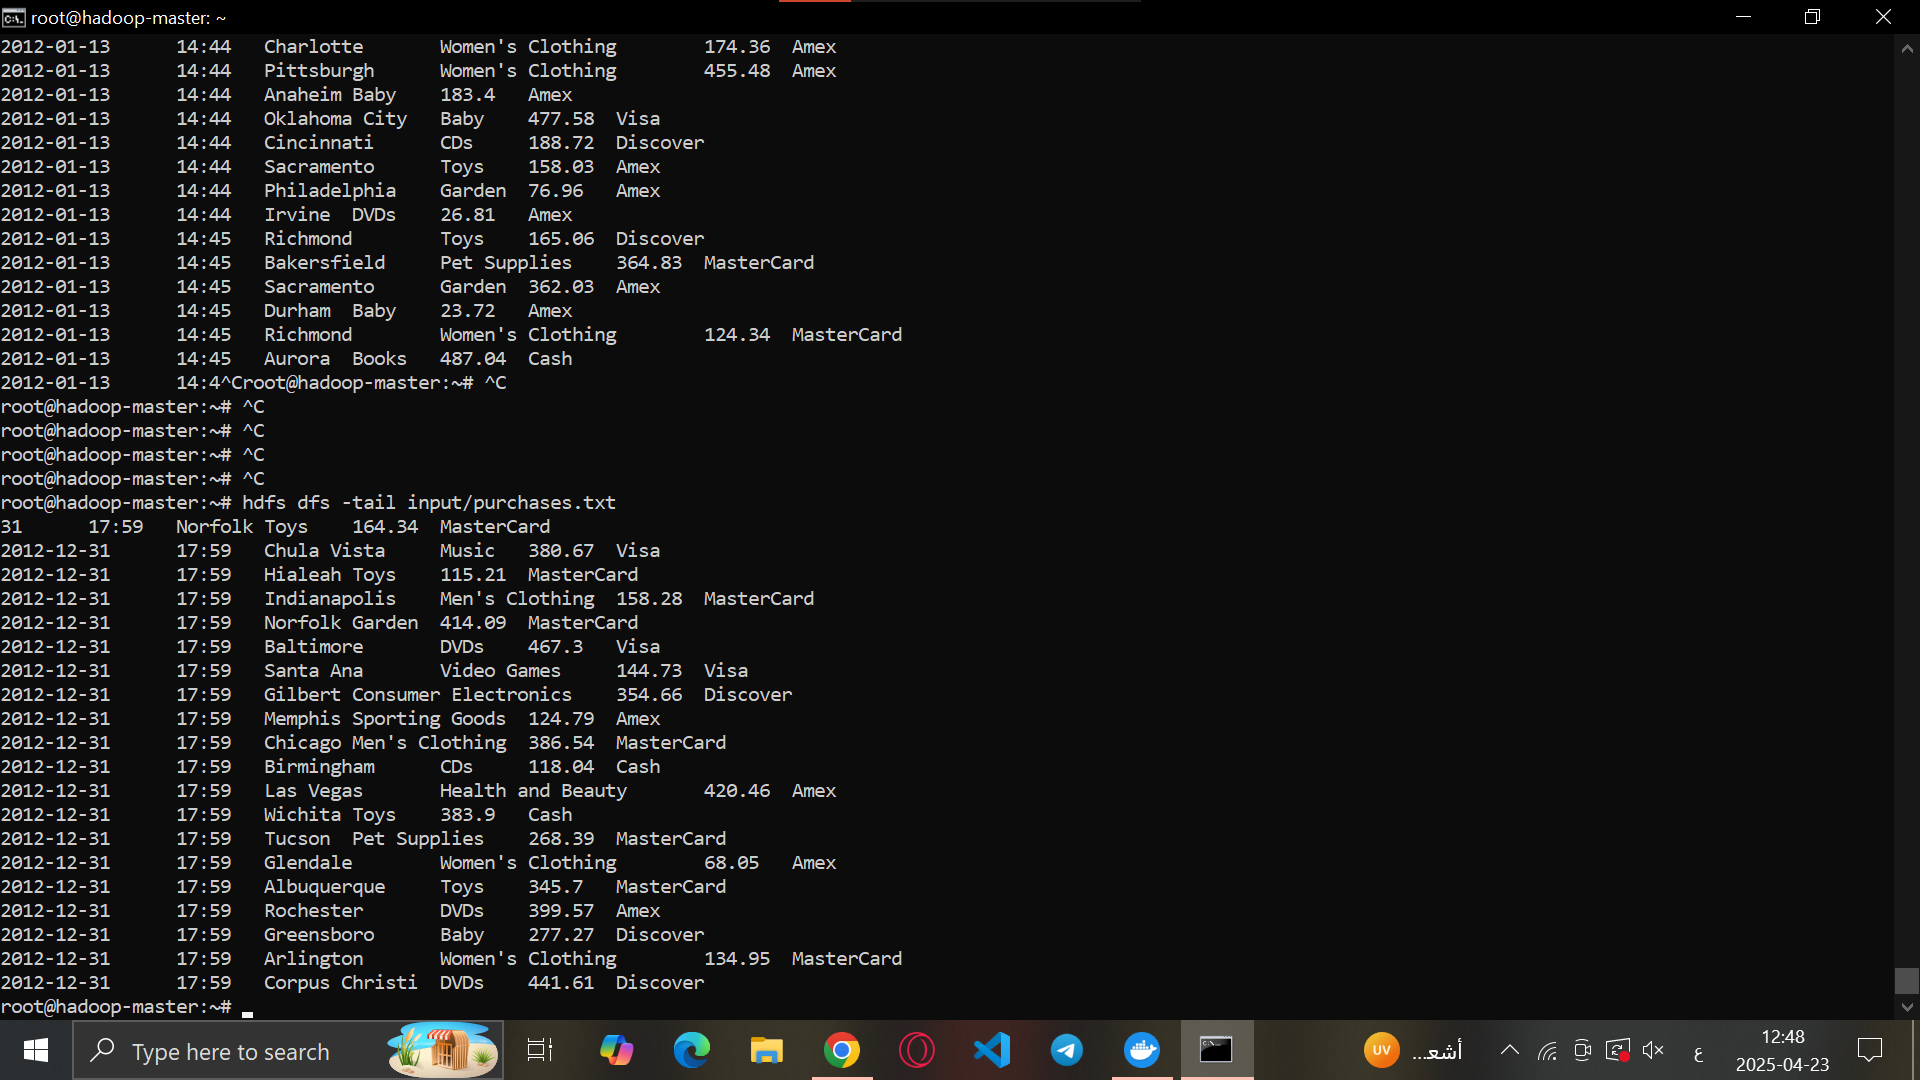 root@hadoop-master: ~
2012-01-13 14:44 Charlotte Women's Clothing 174.36 Amex
2012-01-13 14:44 Pittsburgh Women's Clothing 455.48 Amex
2012-01-13 14:44 Anaheim Baby 183.4 Amex
2012-01-13 14:44 Oklahoma City Baby 477.58 Visa
2012-01-13 14:44 Cincinnati CDs 188.72 Discover
2012-01-13 14:44 Sacramento Toys 158.03 Amex
2012-01-13 14:44 Philadelphia Garden 76.96 Amex
2012-01-13 14:44 Irvine DVDs 26.81 Amex
2012-01-13 14:45 Richmond Toys 165.06 Discover
2012-01-13 14:45 Bakersfield Pet Supplies 364.83 MasterCard
2012-01-13 14:45 Sacramento Garden 362.03 Amex
2012-01-13 14:45 Durham Baby 23.72 Amex
2012-01-13 14:45 Richmond Women's Clothing 124.34 MasterCard
2012-01-13 14:45 Aurora Books 487.04 Cash
2012-01-13 14:4^Croot@hadoop-master:~# ^C
root@hadoop-master:~# ^C
root@hadoop-master:~# ^C
root@hadoop-master:~# ^C
root@hadoop-master:~# ^C
root@hadoop-master:~# hdfs dfs -tail input/purchases.txt
31 17:59 Norfolk Toys 164.34 MasterCard
2012-12-31 17:59 Chula Vista Music 380.67 Visa
2012-12-31 17:59 Hialeah Toys 115.21 MasterCard
2012-12-31 17:59 Indianapolis Men's Clothing 158.28 MasterCard
2012-12-31 17:59 Norfolk Garden 414.09 MasterCard
2012-12-31 17:59 Baltimore DVDs 467.3 Visa
2012-12-31 17:59 Santa Ana Video Games 144.73 Visa
2012-12-31 17:59 Gilbert Consumer Electronics 354.66 Discover
2012-12-31 17:59 Memphis Sporting Goods 124.79 Amex
2012-12-31 17:59 Chicago Men's Clothing 386.54 MasterCard
2012-12-31 17:59 Birmingham CDs 118.04 Cash
2012-12-31 17:59 Las Vegas Health and Beauty 420.46 Amex
2012-12-31 17:59 Wichita Toys 383.9 Cash
2012-12-31 17:59 Tucson Pet Supplies 268.39 MasterCard
2012-12-31 17:59 Glendale Women's Clothing 68.05 Amex
2012-12-31 17:59 Albuquerque Toys 345.7 MasterCard
2012-12-31 17:59 Rochester DVDs 399.57 Amex
2012-12-31 17:59 Greensboro Baby 277.27 Discover
2012-12-31 17:59 Arlington Women's Clothing 134.95 MasterCard
2012-12-31 17:59 Corpus Christi DVDs 441.61 Discover
root@hadoop-master:~#
Type here to search
UV
أشعـ...
ع
12:48
2025-04-23